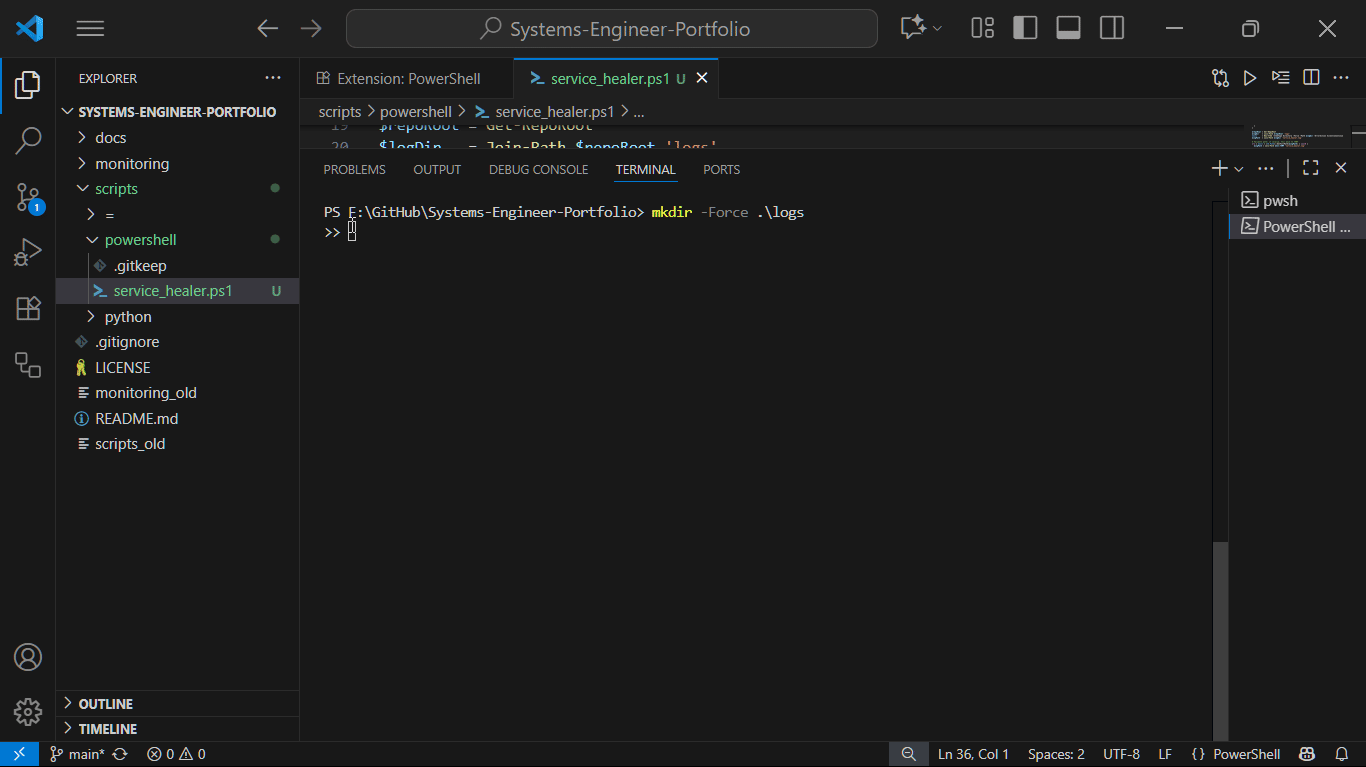 Systems-Engineer-Portfolio
EXPLORER
SYSTEMS-ENGINEER-PORTFOLIO
docs
monitoring
scripts
=
powershell
.gitkeep
service_healer.ps1 U
python
.gitignore
LICENSE
monitoring_old
README.md
scripts_old
OUTLINE
TIMELINE
1
Extension: PowerShell
service_healer.ps1 U
scripts > powershell > service_healer.ps1 > ...
19 $repoRoot = Get-RepoRoot
20 $logDir = Join-Path $repoRoot 'logs'
PROBLEMS OUTPUT DEBUG CONSOLE TERMINAL PORTS
PS E:\GitHub\Systems-Engineer-Portfolio> mkdir -Force .\logs
>>
pwsh
PowerShell ...
main* 0 0 Ln 36, Col 1 Spaces: 2 UTF-8 LF {} PowerShell